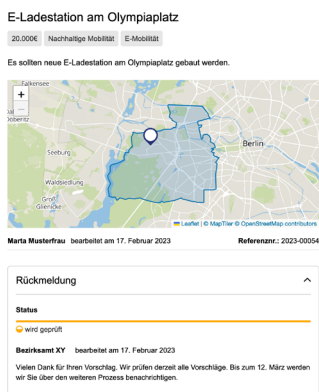 E-Ladestation am Olympiaplatz
20.000€ Nachhaltige Mobilität E-Mobilität
Es sollten neue E-Ladestation am Olympiaplatz gebaut werden.
Falkensee
+
−
Seeburg
Berlin
Waldsiedlung
Groß
Glienicke
Leaflet | © MapTiler © OpenStreetMap contributors
Marta Musterfrau bearbeitet am 17. Februar 2023 Referenznr.: 2023-00054
Rückmeldung
Status
wird geprüft
Bezirksamt XY bearbeitet am 17. Februar 2023
Vielen Dank für Ihren Vorschlag. Wir prüfen derzeit alle Vorschläge. Bis zum 12. März werden
wir Sie über den weiteren Prozess benachrichtigen.